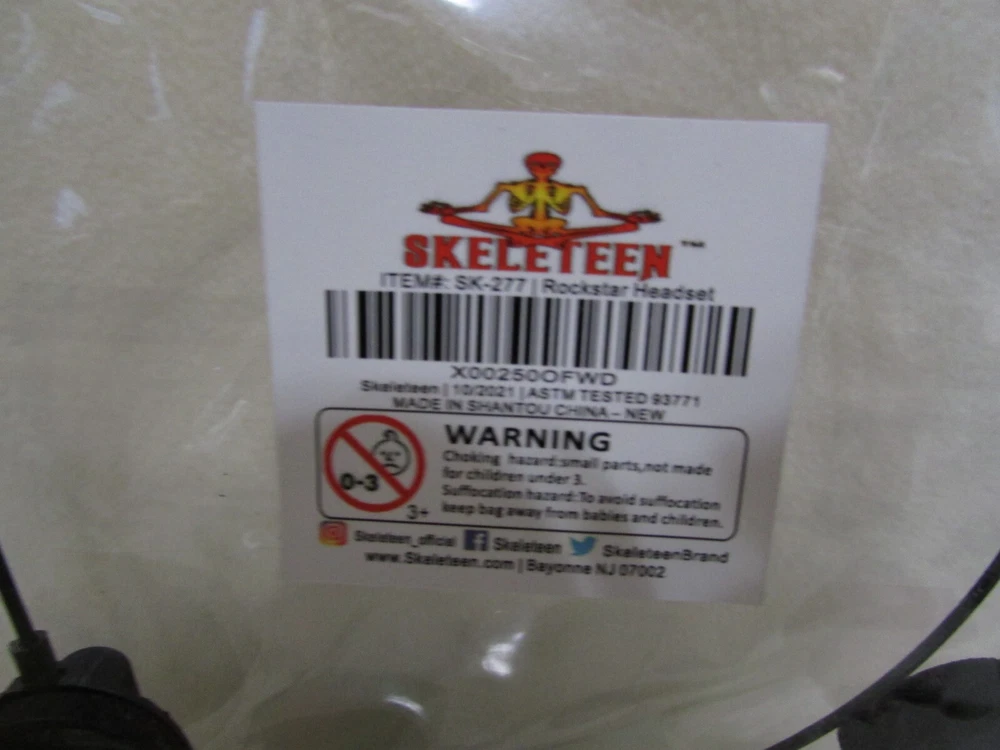 SKELETEEN™
ITEM#: SK-277 | Rockstar Headset
X00250OFWD
Skeleteen | 10/2021 | ASTM TESTED 93771
MADE IN SHANTOU CHINA – NEW
WARNING
Choking hazard:small parts,not made
for children under 3.
Suffocation hazard:To avoid suffocation
keep bag away from babies and children.
0-3
3+
Skeleteen_official Skeleteen SkeleteenBrand
www.Skeleteen.com | Bayonne NJ 07002